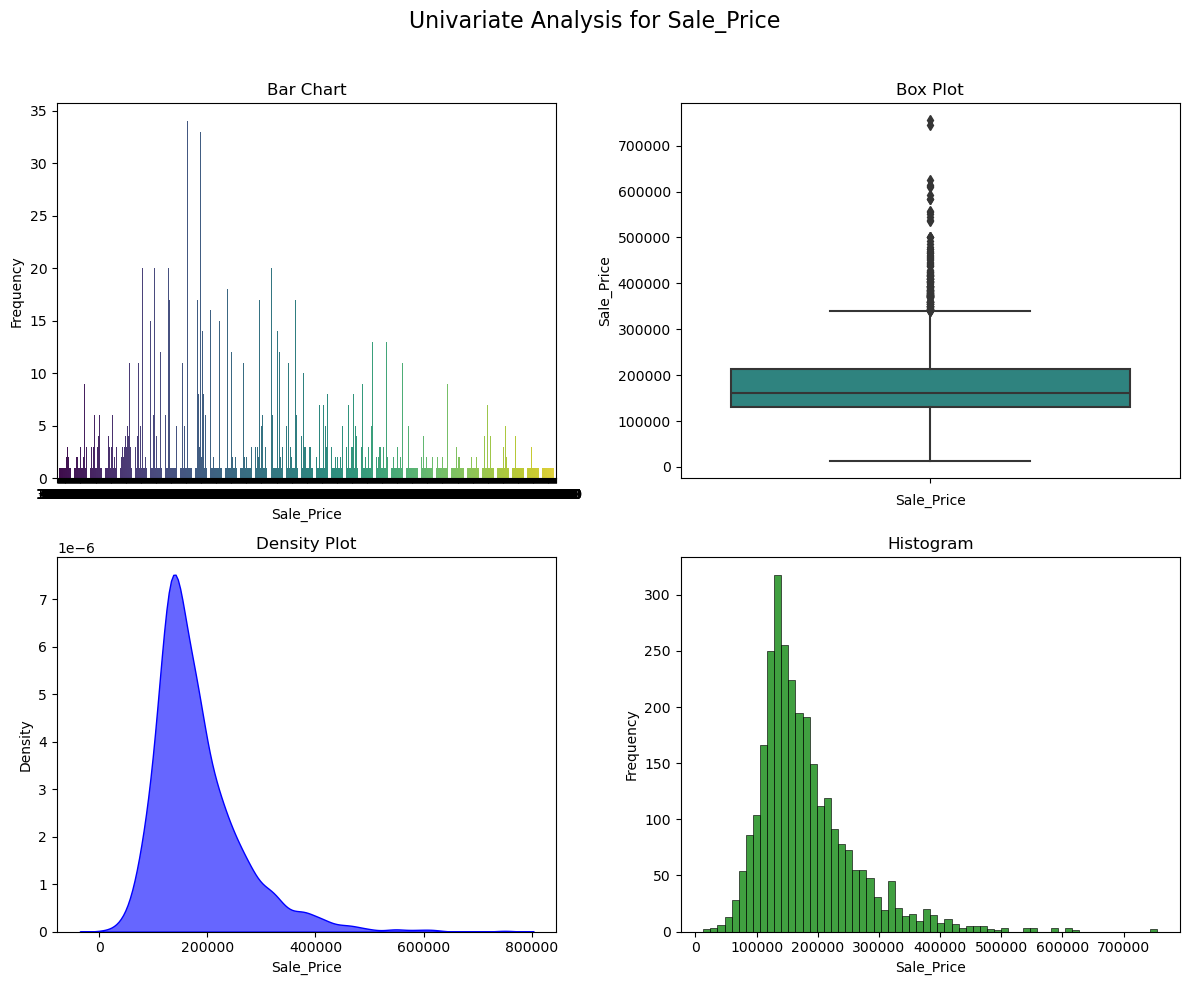 Univariate Analysis for Sale_Price
Bar Chart
35
30
25
20
15
10
5
0
Frequency
Sale_Price
Box Plot
700000
600000
500000
400000
300000
200000
100000
0
Sale_Price
Sale_Price
Density Plot
1e−6
7
6
5
4
3
2
1
0
Density
0 200000 400000 600000 800000
Sale_Price
Histogram
300
250
200
150
100
50
0
Frequency
0 100000 200000 300000 400000 500000 600000 700000
Sale_Price